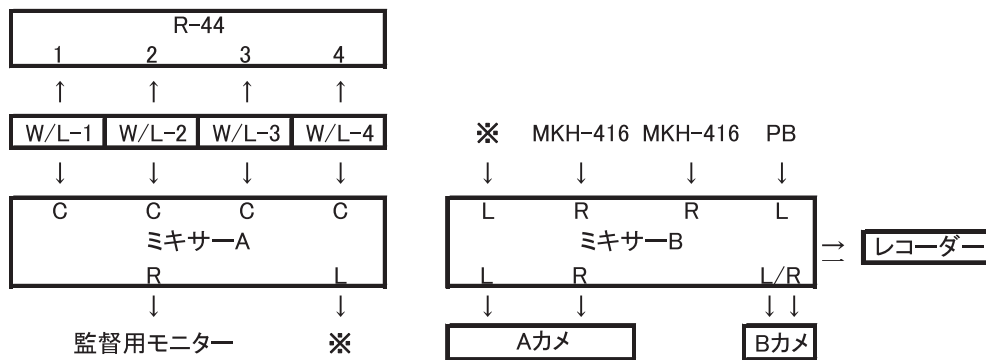 R-44
1 2 3 4
↑ ↑ ↑ ↑
W/L-1 W/L-2 W/L-3 W/L-4
※ MKH-416 MKH-416 PB
↓ ↓ ↓ ↓ ↓ ↓ ↓ ↓
C C C C L R R L
ミキサーA ミキサーB
レコーダー
R L L R L/R
↓ ↓ ↓ ↓ ↓ ↓
監督用モニター ※ Aカメ Bカメ